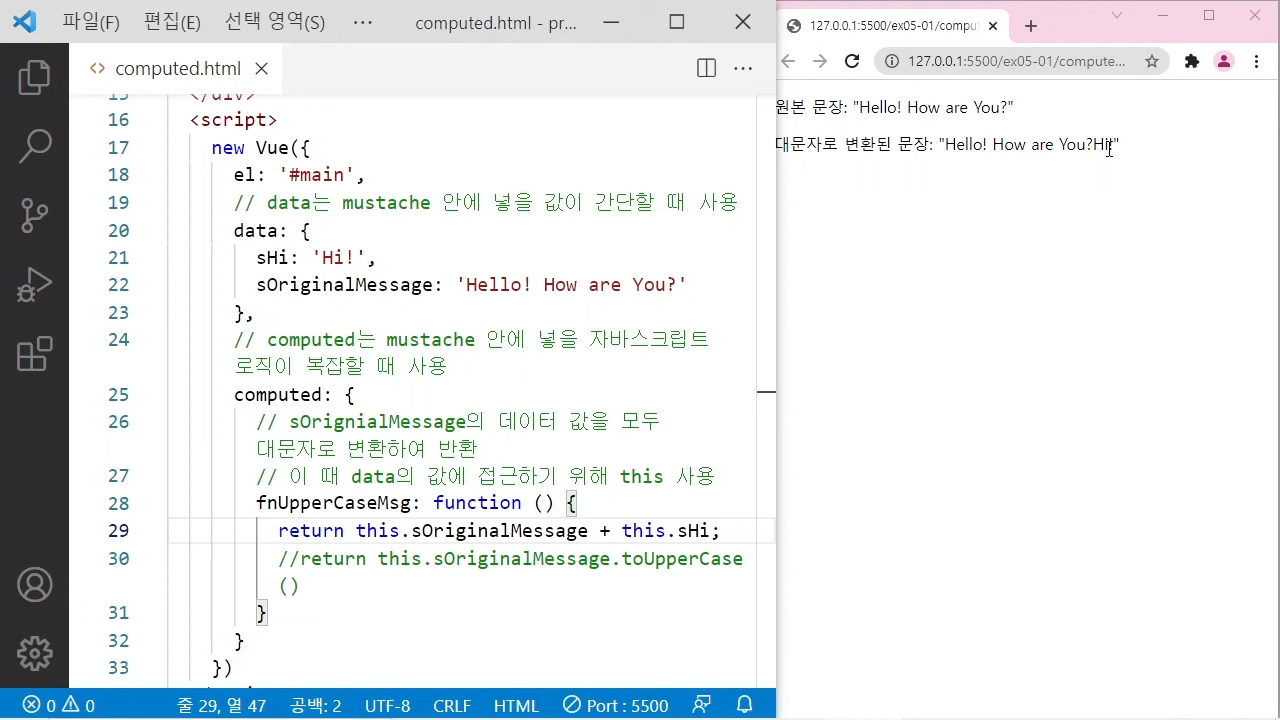 파일(F) 편집(E) 선택 영역(S) ··· computed.html - pr...
computed.html
15 </div>
16 <script>
17 new Vue({
18 el: '#main',
19 // data는 mustache 안에 넣을 값이 간단할 때 사용
20 data: {
21 sHi: 'Hi!',
22 sOriginalMessage: 'Hello! How are You?'
23 },
24 // computed는 mustache 안에 넣을 자바스크립트
로직이 복잡할 때 사용
25 computed: {
26 // sOrignialMessage의 데이터 값을 모두
대문자로 변환하여 반환
27 // 이 때 data의 값에 접근하기 위해 this 사용
28 fnUpperCaseMsg: function () {
29 return this.sOriginalMessage + this.sHi;
30 //return this.sOriginalMessage.toUpperCase
()
31 }
32 }
33 })
0 0 줄 29, 열 47 공백: 2 UTF-8 CRLF HTML Port : 5500
127.0.0.1:5500/ex05-01/compu
127.0.0.1:5500/ex05-01/compute...
원본 문장: "Hello! How are You?"
대문자로 변환된 문장: "Hello! How are You?Hi!"